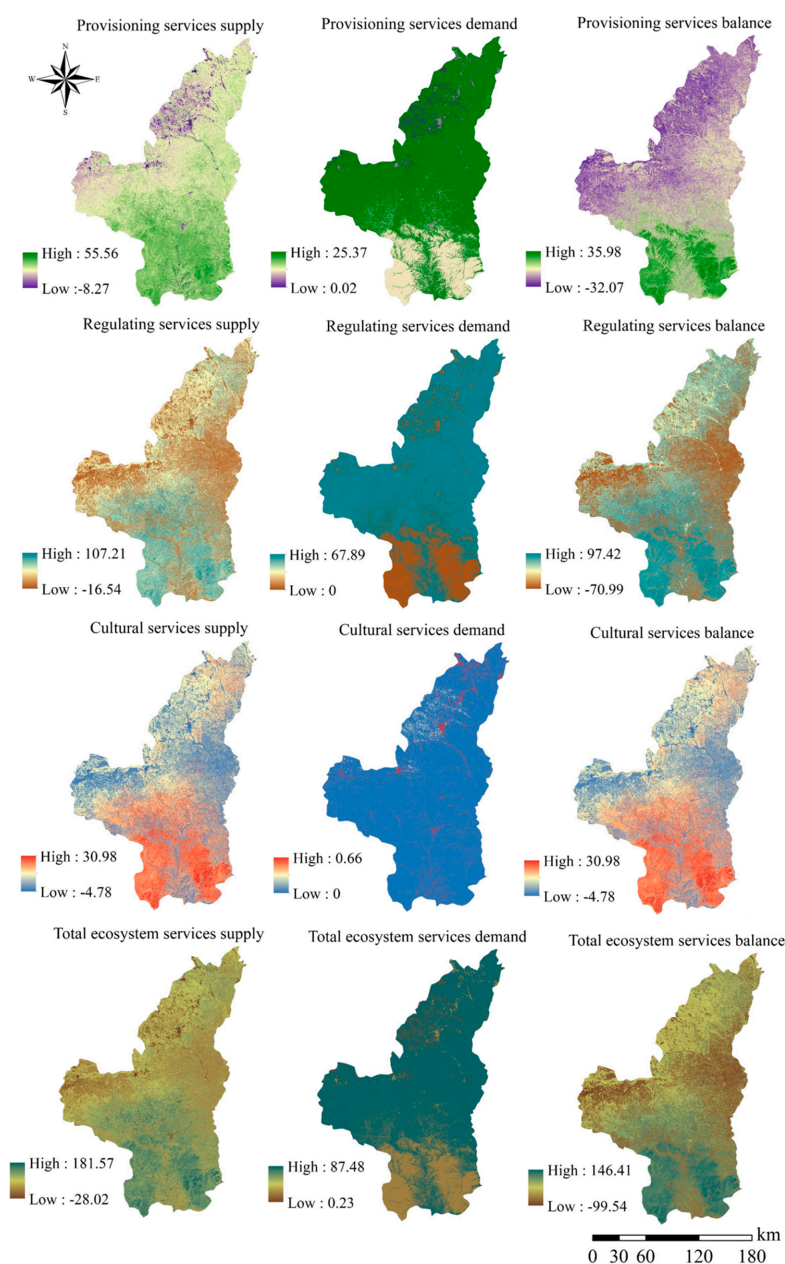 Provisioning services supply
Provisioning services demand
Provisioning services balance
N
W
E
S
High : 55.56
Low :-8.27
High : 25.37
Low : 0.02
High : 35.98
Low : -32.07
Regulating services supply
Regulating services demand
Regulating services balance
High : 107.21
Low : -16.54
High : 67.89
Low : 0
High : 97.42
Low : -70.99
Cultural services supply
Cultural services demand
Cultural services balance
High : 30.98
Low : -4.78
High : 0.66
Low : 0
High : 30.98
Low : -4.78
Total ecosystem services supply
Total ecosystem services demand
Total ecosystem services balance
High : 181.57
Low : -28.02
High : 87.48
Low : 0.23
High : 146.41
Low : -99.54
km
0 30 60 120 180